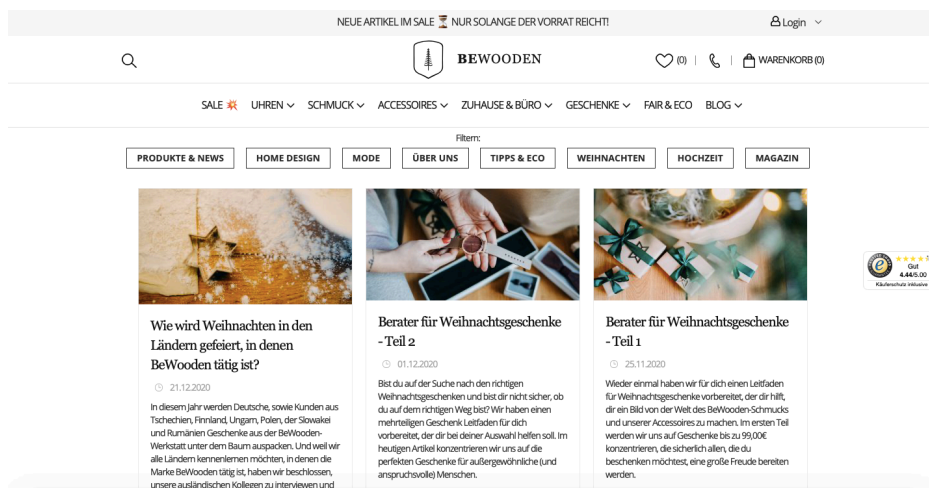 NEUE ARTIKEL IM SALE ⏳ NUR SOLANGE DER VORRAT REICHT!
Login
BEWOODEN
(0)
WARENKORB (0)
SALE 💥 UHREN SCHMUCK ACCESSOIRES ZUHAUSE & BÜRO GESCHENKE FAIR & ECO BLOG
Filtern:
PRODUKTE & NEWS HOME DESIGN MODE ÜBER UNS TIPPS & ECO WEIHNACHTEN HOCHZEIT MAGAZIN
Wie wird Weihnachten in den
Ländern gefeiert, in denen
BeWooden tätig ist?
21.12.2020
In diesem Jahr werden Deutsche, sowie Kunden aus
Tschechien, Finnland, Ungarn, Polen, der Slowakei
und Rumänien Geschenke aus der BeWooden-
Werkstatt unter dem Baum auspacken. Und weil wir
alle Ländern kennenlernen möchten, in denen die
Marke BeWooden tätig ist, haben wir beschlossen,
unsere ausländischen Kollegen zu interviewen und
Berater für Weihnachtsgeschenke
- Teil 2
01.12.2020
Bist du auf der Suche nach den richtigen
Weihnachtsgeschenken und bist dir nicht sicher, ob
du auf dem richtigen Weg bist? Wir haben einen
mehrteiligen Geschenk Leitfaden für dich
vorbereitet, der dir bei deiner Auswahl helfen soll. Im
heutigen Artikel konzentrieren wir uns auf die
perfekten Geschenke für außergewöhnliche (und
anspruchsvolle) Menschen.
Berater für Weihnachtsgeschenke
- Teil 1
25.11.2020
Wieder einmal haben wir für dich einen Leitfaden
für Weihnachtsgeschenke vorbereitet, der dir hilft,
dir ein Bild von der Welt des BeWooden-Schmucks
und unserer Accessoires zu machen. Im ersten Teil
werden wir uns auf Geschenke bis zu 99,00€
konzentrieren, die sicherlich allen, die du
beschenken möchtest, eine große Freude bereiten
werden.
Gut
4.44/5.00
Käuferschutz inklusive